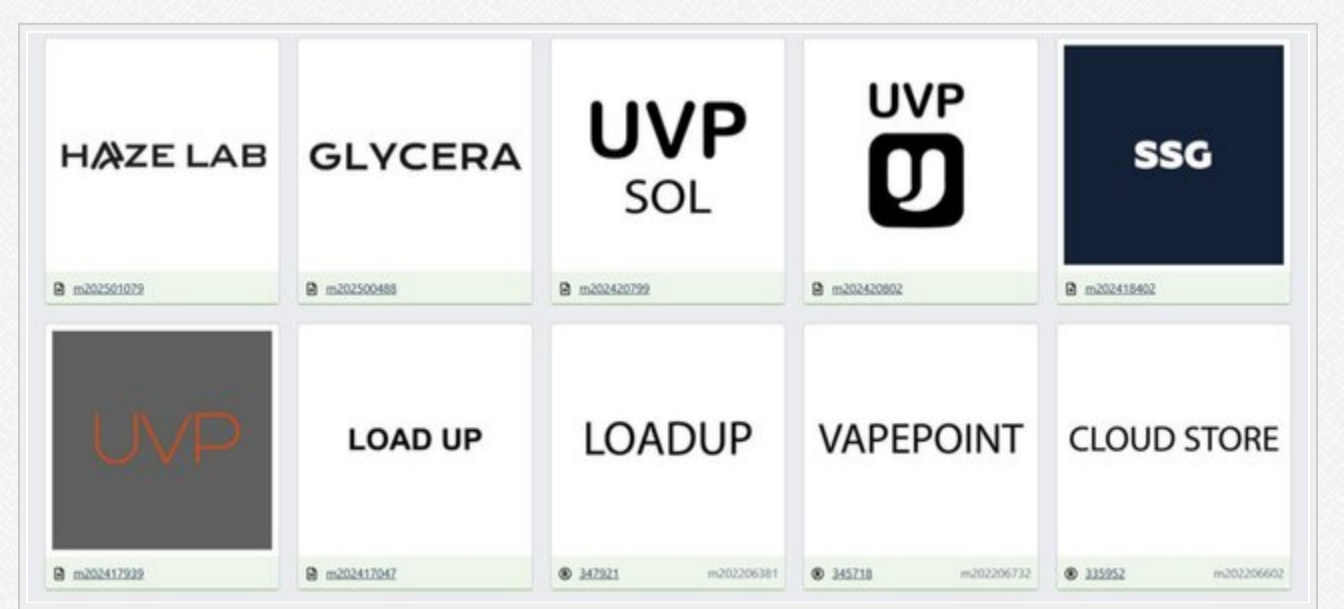 HAZE LAB
GLYCERA
UVP
SOL
UVP
SSG
m202501079
m202500488
m202420799
m202420802
m202418402
UVP
LOAD UP
LOADUP
VAPEPOINT
CLOUD STORE
m202417939
m202417047
347921 m202206381
345718 m202206732
335952 m202206602